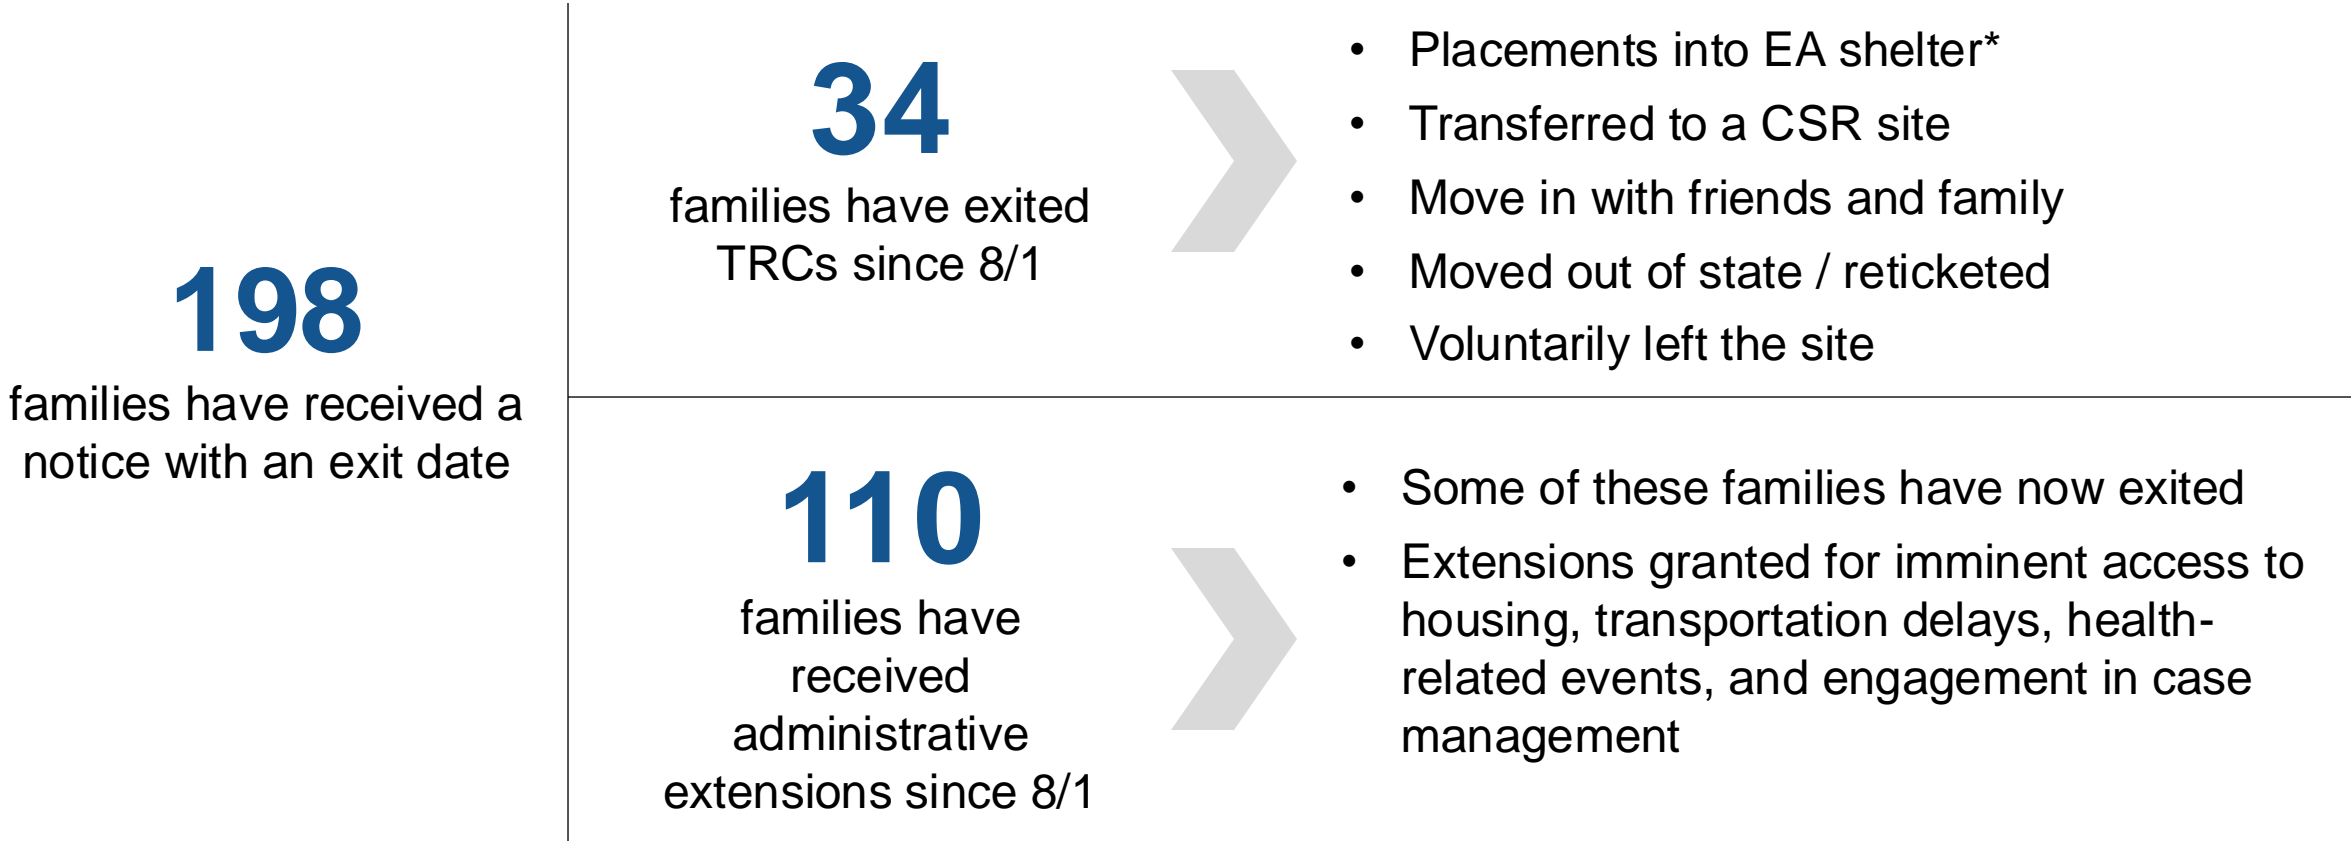 198
families have received a
notice with an exit date
34
families have exited
TRCs since 8/1
• Placements into EA shelter*
• Transferred to a CSR site
• Move in with friends and family
• Moved out of state / reticketed
• Voluntarily left the site
110
families have
received
administrative
extensions since 8/1
• Some of these families have now exited
• Extensions granted for imminent access to
housing, transportation delays, health-
related events, and engagement in case
management